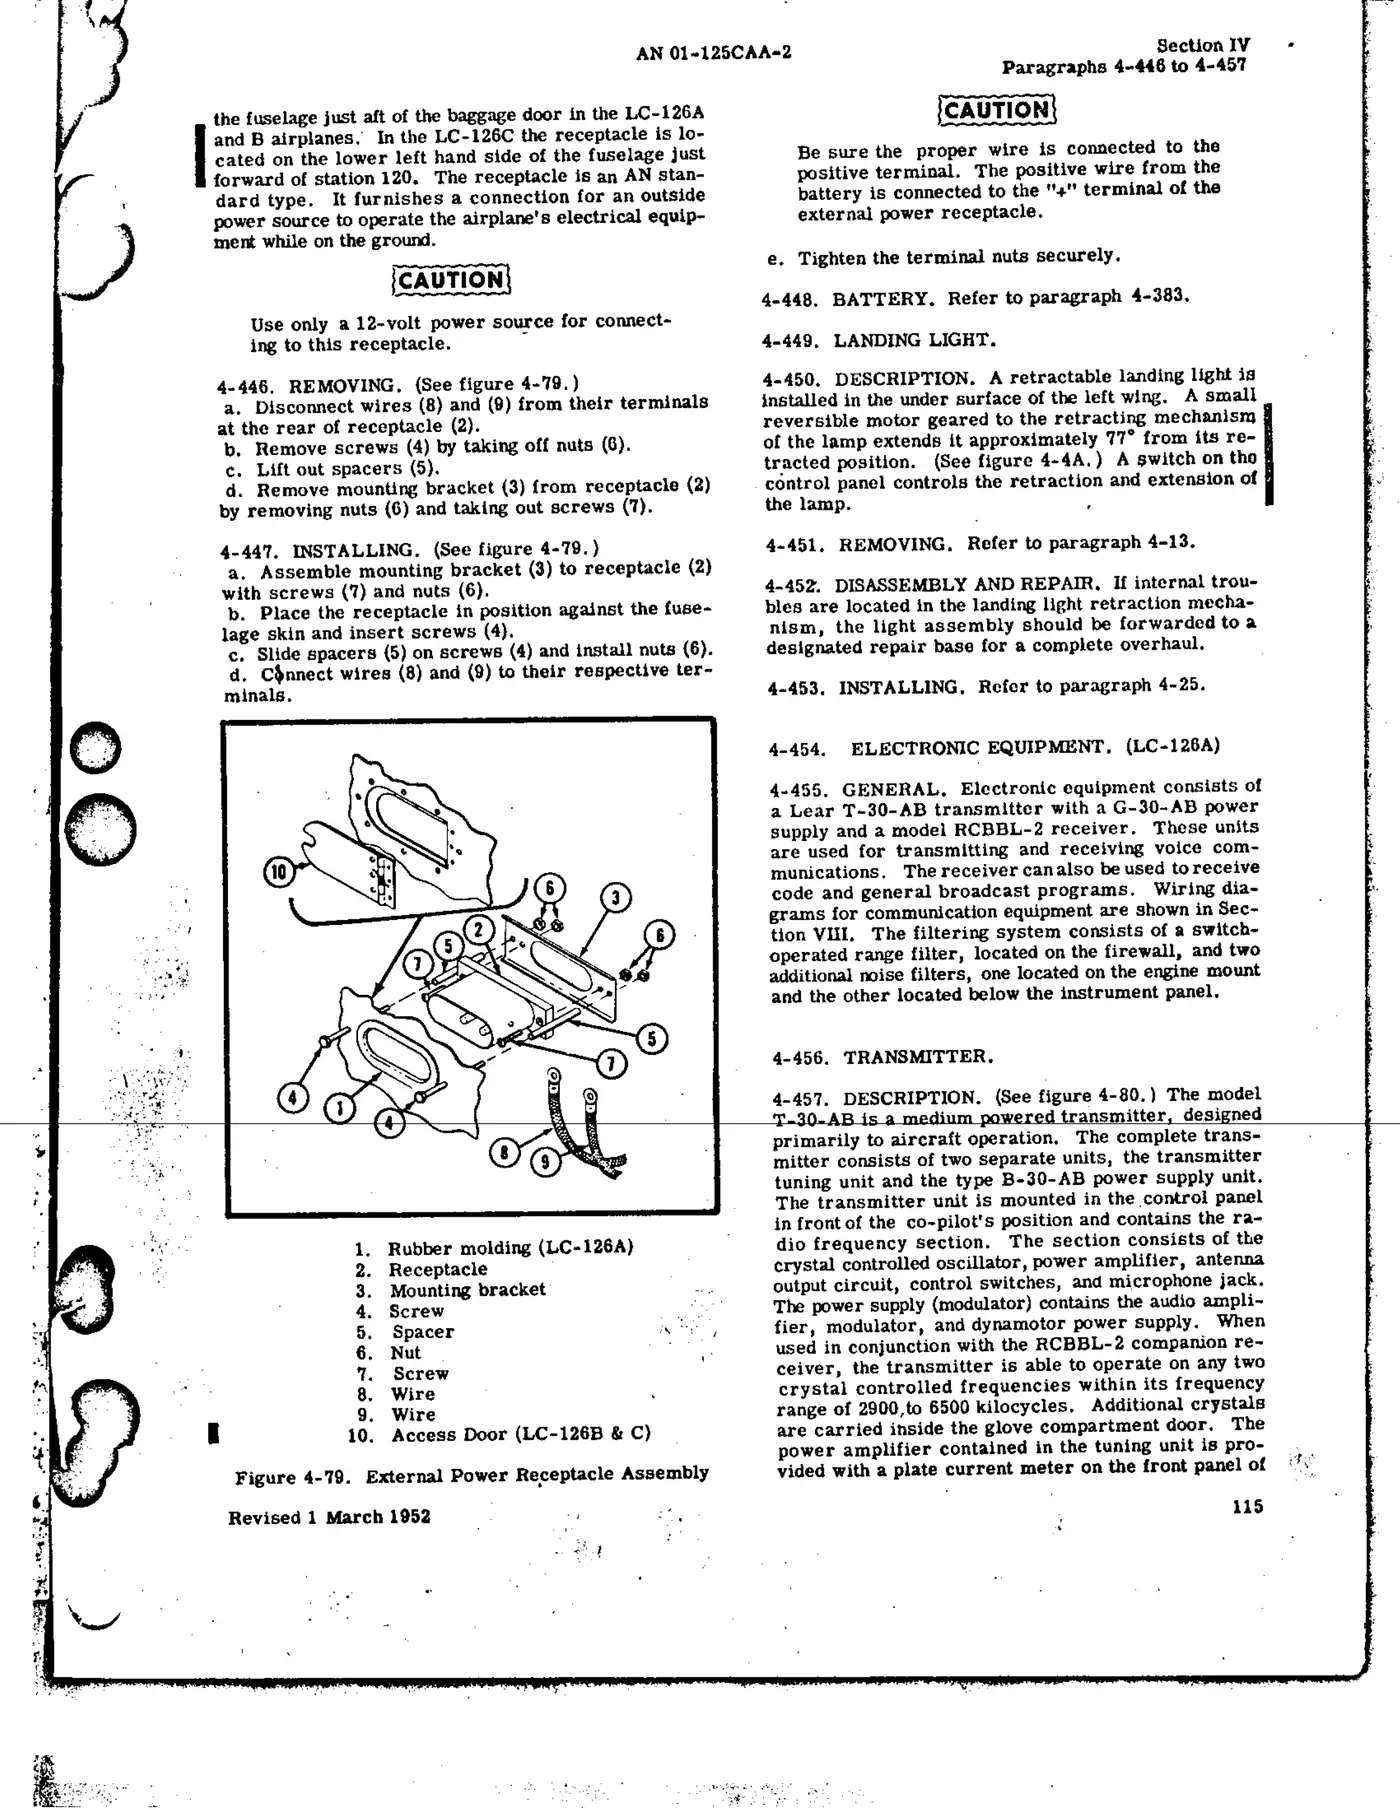 AN 01-125CAA-2
Section IV
Paragraphs 4-446 to 4-457
the fuselage just aft of the baggage door in the LC-126A
and B airplanes. In the LC-126C the receptacle is lo-
cated on the lower left hand side of the fuselage just
forward of station 120. The receptacle is an AN stan-
dard type. It furnishes a connection for an outside
power source to operate the airplane's electrical equip-
ment while on the ground.
CAUTION
Use only a 12-volt power source for connect-
ing to this receptacle.
4-446. REMOVING. (See figure 4-79.)
a. Disconnect wires (8) and (9) from their terminals
at the rear of receptacle (2).
b. Remove screws (4) by taking off nuts (6).
c. Lift out spacers (5).
d. Remove mounting bracket (3) from receptacle (2)
by removing nuts (6) and taking out screws (7).
4-447. INSTALLING. (See figure 4-79.)
a. Assemble mounting bracket (3) to receptacle (2)
with screws (7) and nuts (6).
b. Place the receptacle in position against the fuse-
lage skin and insert screws (4).
c. Slide spacers (5) on screws (4) and install nuts (6).
d. Connect wires (8) and (9) to their respective ter-
minals.
10
6
3
2
6
5
7
5
7
4
1
4
8
9
1. Rubber molding (LC-126A)
2. Receptacle
3. Mounting bracket
4. Screw
5. Spacer
6. Nut
7. Screw
8. Wire
9. Wire
10. Access Door (LC-126B & C)
Figure 4-79. External Power Receptacle Assembly
Revised 1 March 1952
CAUTION
Be sure the proper wire is connected to the
positive terminal. The positive wire from the
battery is connected to the "+" terminal of the
external power receptacle.
e. Tighten the terminal nuts securely.
4-448. BATTERY. Refer to paragraph 4-383.
4-449. LANDING LIGHT.
4-450. DESCRIPTION. A retractable landing light is
installed in the under surface of the left wing. A small
reversible motor geared to the retracting mechanism
of the lamp extends it approximately 77° from its re-
tracted position. (See figure 4-4A.) A switch on the
control panel controls the retraction and extension of
the lamp.
4-451. REMOVING. Refer to paragraph 4-13.
4-452. DISASSEMBLY AND REPAIR. If internal trou-
bles are located in the landing light retraction mecha-
nism, the light assembly should be forwarded to a
designated repair base for a complete overhaul.
4-453. INSTALLING. Refer to paragraph 4-25.
4-454. ELECTRONIC EQUIPMENT. (LC-126A)
4-455. GENERAL. Electronic equipment consists of
a Lear T-30-AB transmitter with a G-30-AB power
supply and a model RCBBL-2 receiver. These units
are used for transmitting and receiving voice com-
munications. The receiver can also be used to receive
code and general broadcast programs. Wiring dia-
grams for communication equipment are shown in Sec-
tion VIII. The filtering system consists of a switch-
operated range filter, located on the firewall, and two
additional noise filters, one located on the engine mount
and the other located below the instrument panel.
4-456. TRANSMITTER.
4-457. DESCRIPTION. (See figure 4-80.) The model
T-30-AB is a medium powered transmitter, designed
primarily to aircraft operation. The complete trans-
mitter consists of two separate units, the transmitter
tuning unit and the type B-30-AB power supply unit.
The transmitter unit is mounted in the control panel
in front of the co-pilot's position and contains the ra-
dio frequency section. The section consists of the
crystal controlled oscillator, power amplifier, antenna
output circuit, control switches, and microphone jack.
The power supply (modulator) contains the audio ampli-
fier, modulator, and dynamotor power supply. When
used in conjunction with the RCBBL-2 companion re-
ceiver, the transmitter is able to operate on any two
crystal controlled frequencies within its frequency
range of 2900,to 6500 kilocycles. Additional crystals
are carried inside the glove compartment door. The
power amplifier contained in the tuning unit is pro-
vided with a plate current meter on the front panel of
115